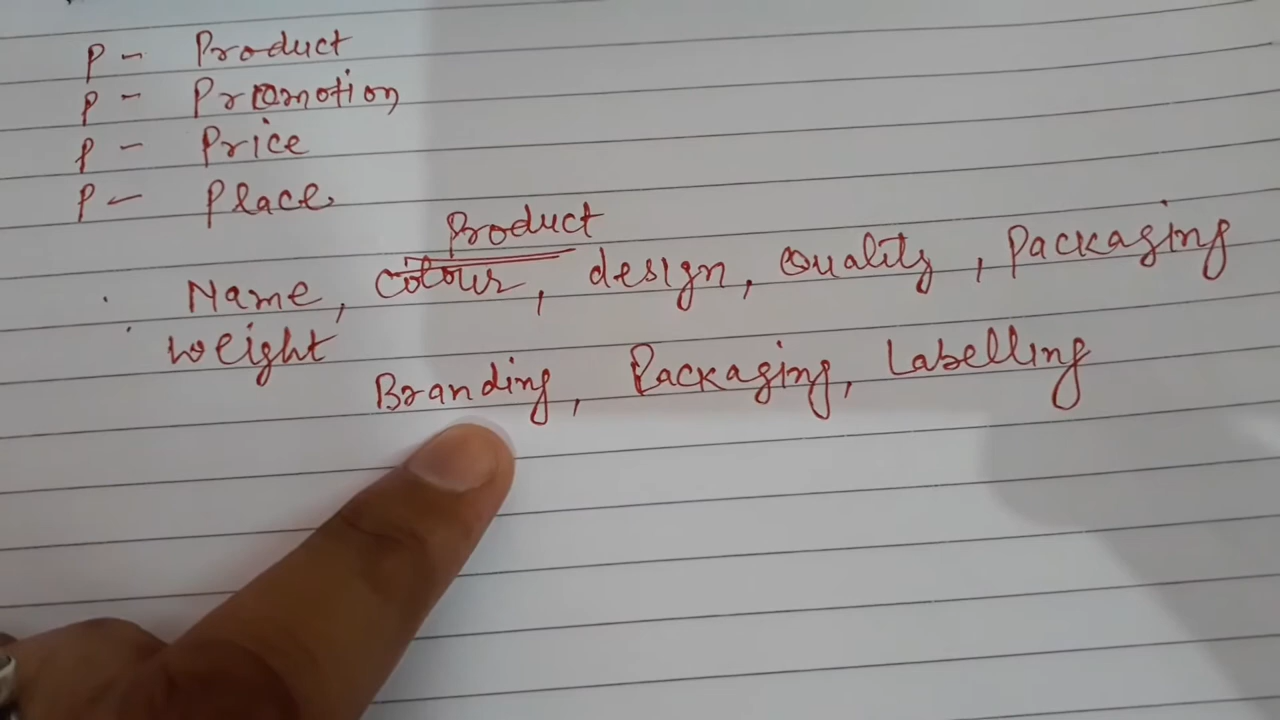 P - Product
P - Promotion
P - Price
P - Place
Product
Name, colour, design, Quality, Packaging
weight
Branding, Packaging, Labelling